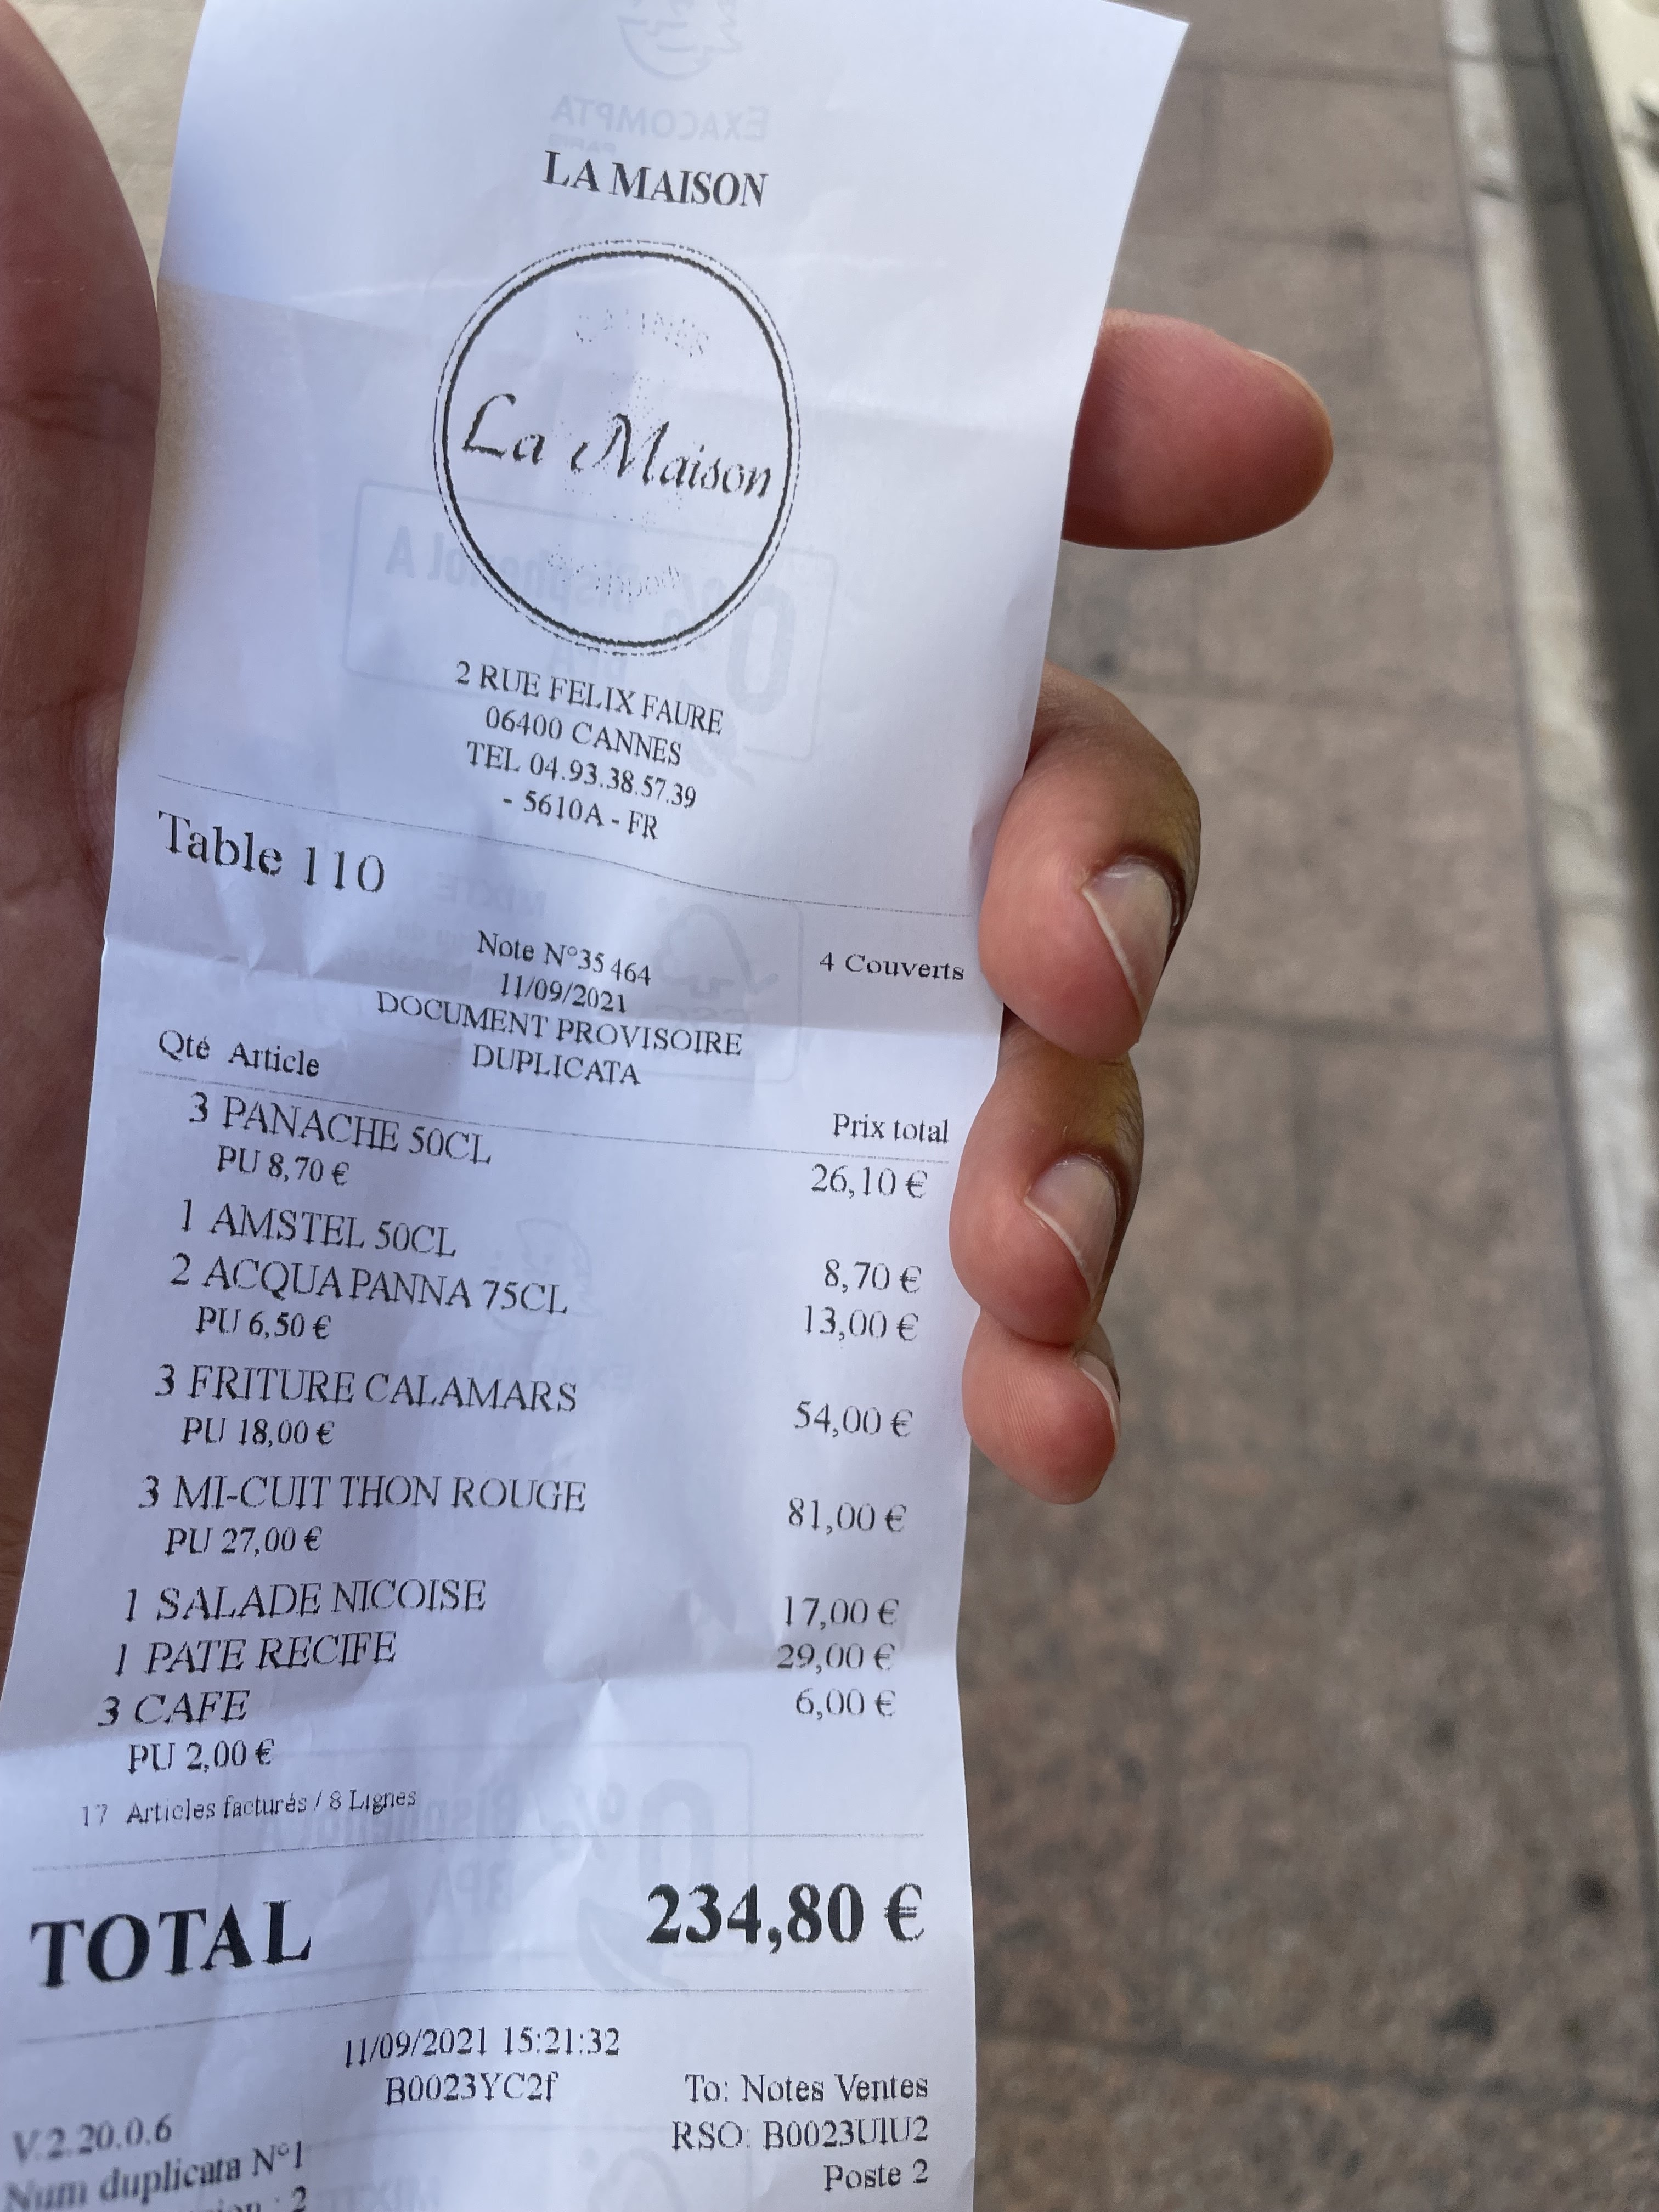 EXACOMPTA
LA MAISON
La Maison
2 RUE FELIX FAURE
06400 CANNES
TEL 04.93.38.57.39
- 5610A - FR
Table 110
Note N°35 464 4 Couverts
11/09/2021
DOCUMENT PROVISOIRE
DUPLICATA
Qté Article Prix total
3 PANACHE 50CL 26,10 €
PU 8,70 €
1 AMSTEL 50CL 8,70 €
2 ACQUA PANNA 75CL 13,00 €
PU 6,50 €
3 FRITURE CALAMARS 54,00 €
PU 18,00 €
3 MI-CUIT THON ROUGE 81,00 €
PU 27,00 €
1 SALADE NICOISE 17,00 €
1 PATE RECIFE 29,00 €
3 CAFE 6,00 €
PU 2,00 €
17 Articles facturés / 8 Lignes
TOTAL 234,80 €
11/09/2021 15:21:32
B0023YC2f To: Notes Ventes
V.2.20.0.6 RSO: B0023U1U2
Num duplicata N°1 Poste 2
: 2